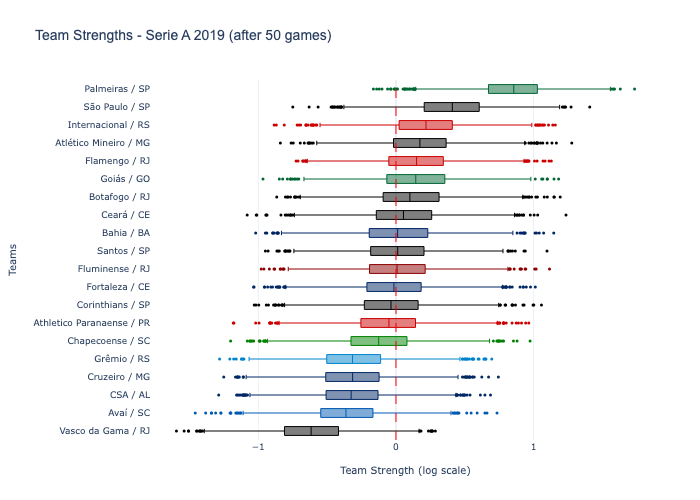 Team Strengths - Serie A 2019 (after 50 games)
Palmeiras / SP
São Paulo / SP
Internacional / RS
Atlético Mineiro / MG
Flamengo / RJ
Goiás / GO
Botafogo / RJ
Ceará / CE
Bahia / BA
Santos / SP
Fluminense / RJ
Fortaleza / CE
Corinthians / SP
Athletico Paranaense / PR
Chapecoense / SC
Grêmio / RS
Cruzeiro / MG
CSA / AL
Avaí / SC
Vasco da Gama / RJ
Teams
−1 0 1
Team Strength (log scale)